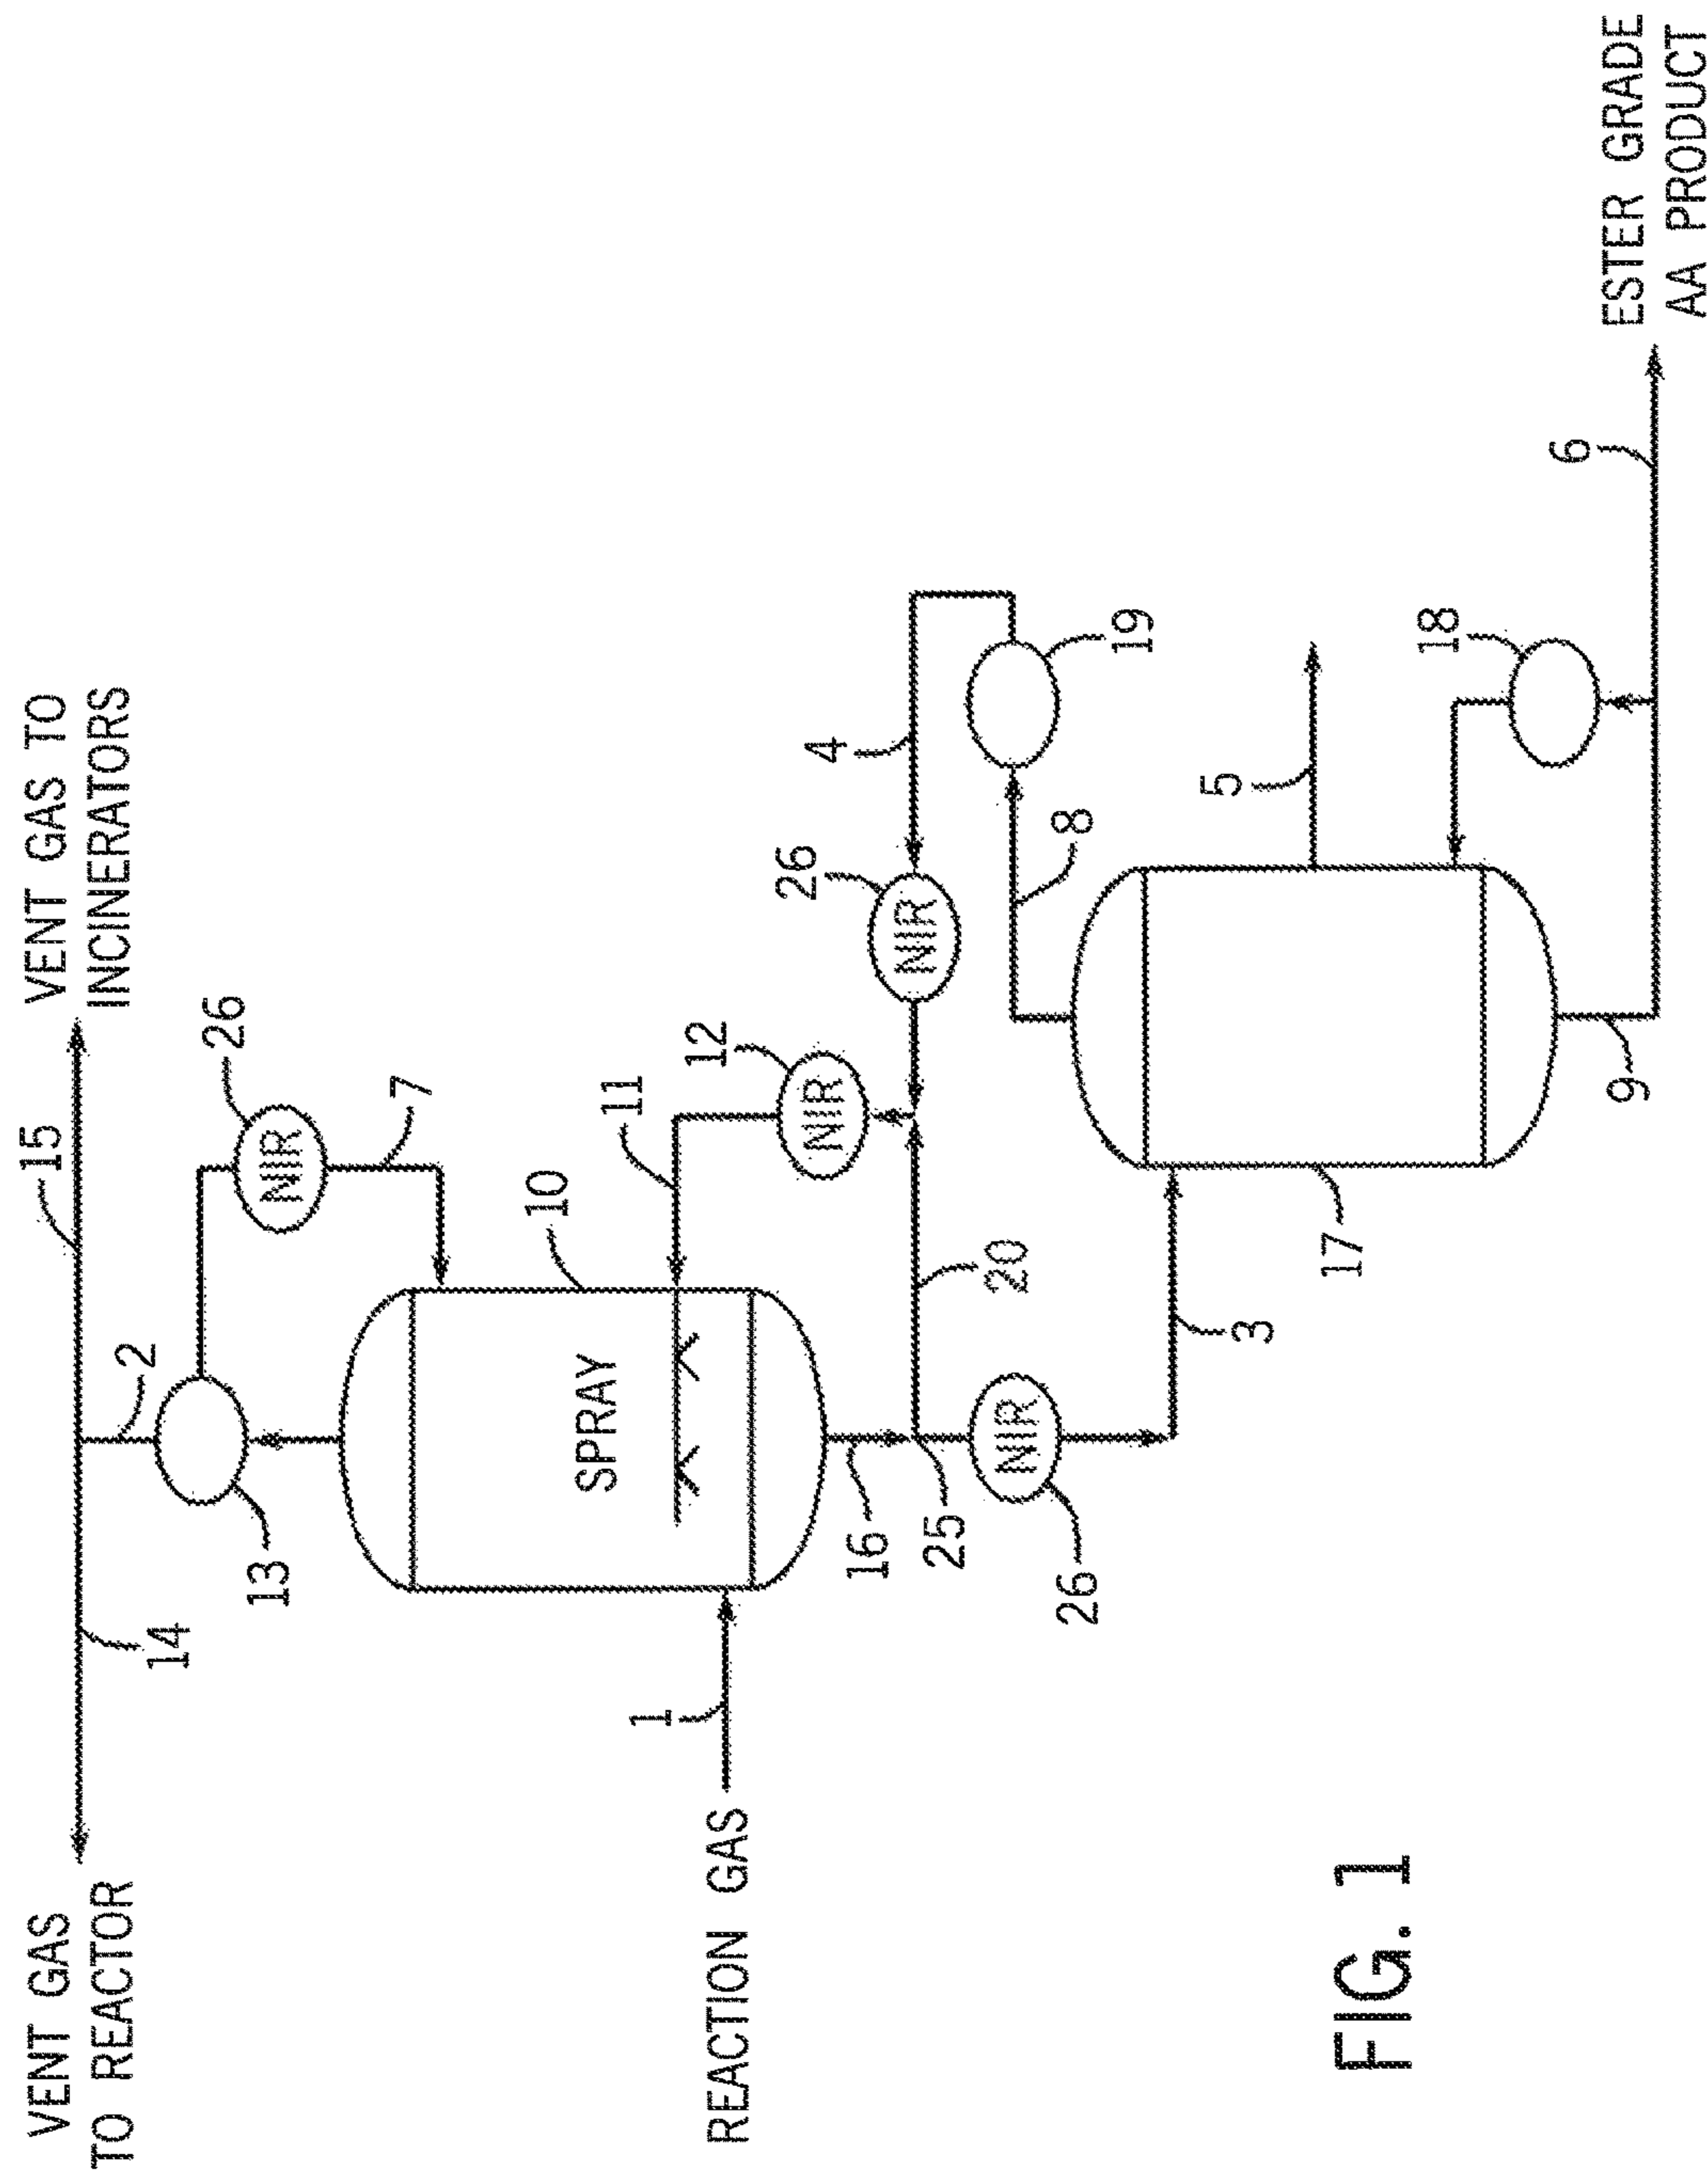 VENT GAS
TO REACTOR
VENT GAS TO
INCINERATORS
14
15
2
13
26
NIR
7
REACTION GAS
1
SPRAY
10
11
12
NIR
26
NIR
4
16
25
20
26
NIR
3
8
19
17
5
18
9
6
ESTER GRADE
AA PRODUCT
FIG. 1